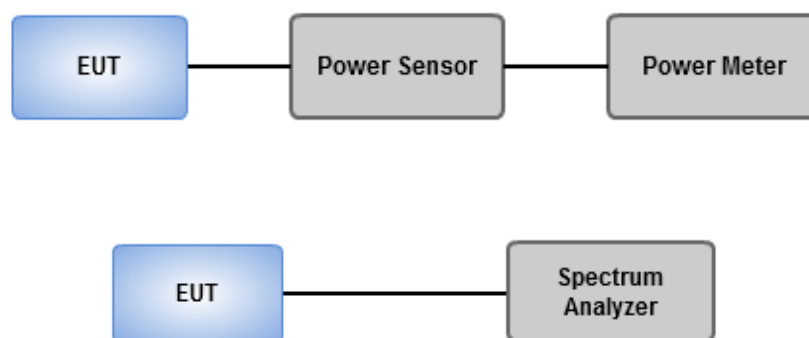 EUT
Power Sensor
Power Meter
EUT
Spectrum
Analyzer